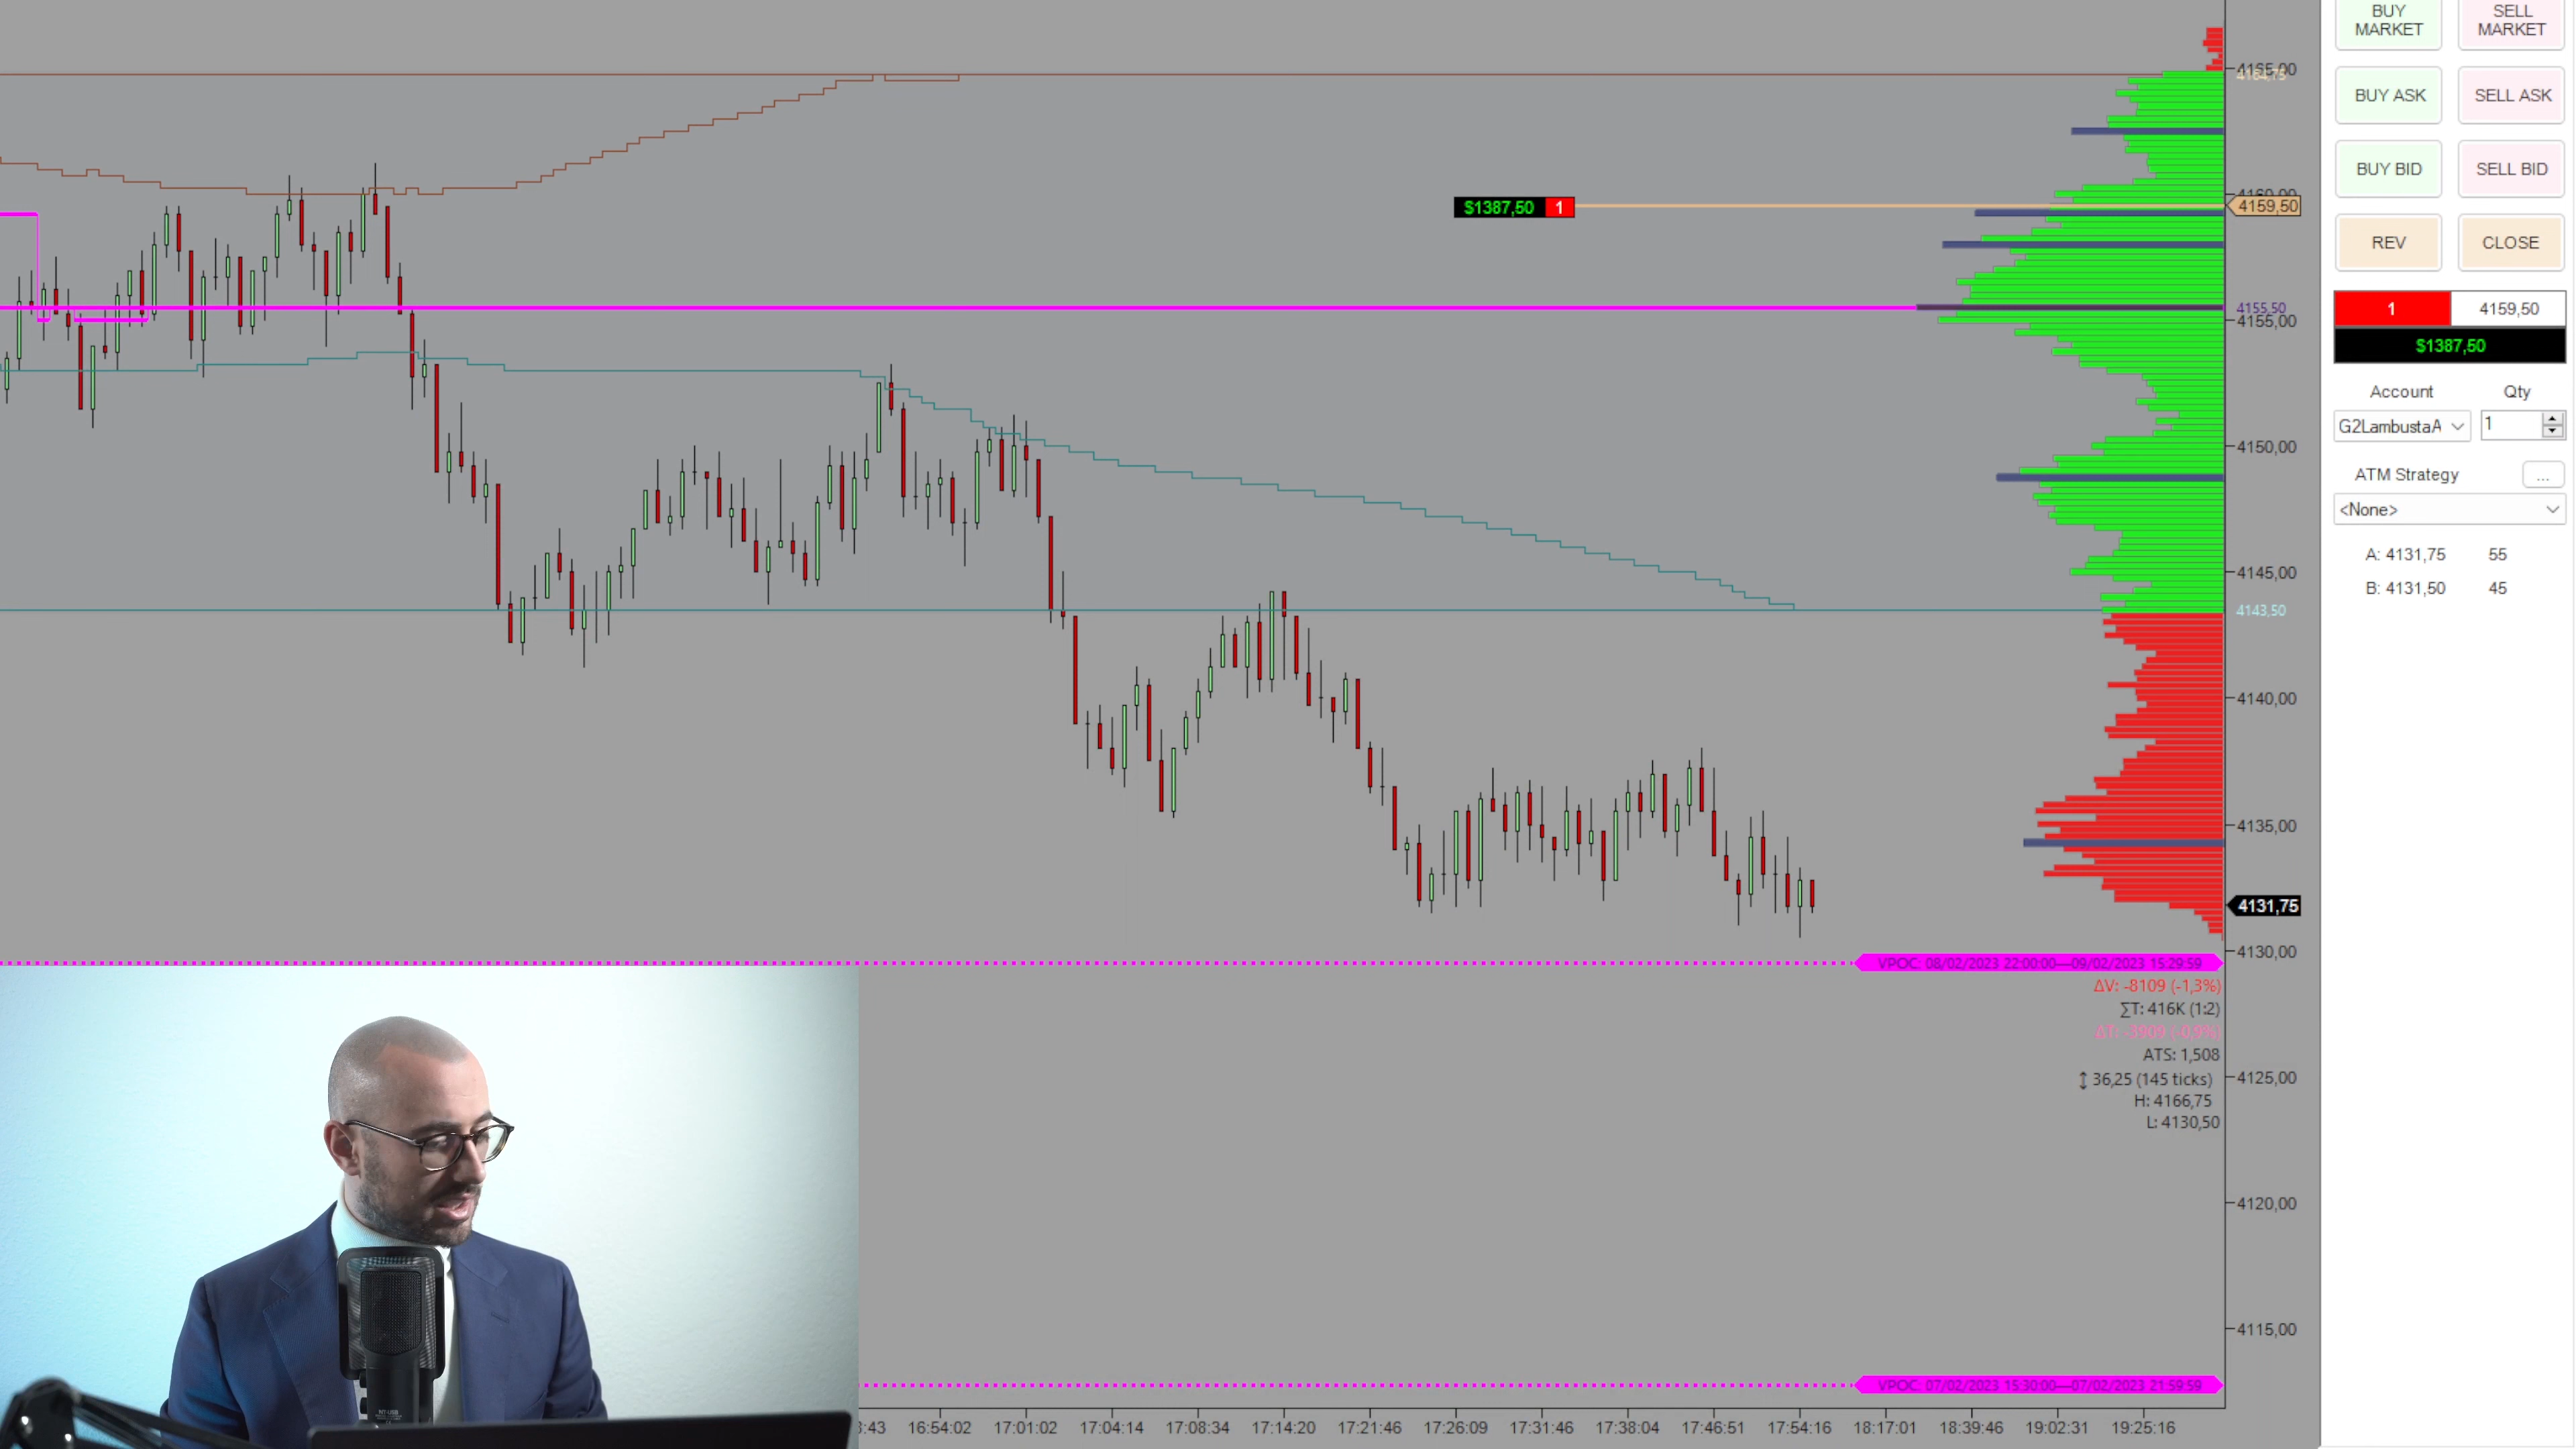 BUY
MARKET
SELL
MARKET
BUY ASK
SELL ASK
BUY BID
SELL BID
REV
CLOSE
1
4159,50
$1387,50
Account
Qty
G2LambustaA
1
ATM Strategy
...
<None>
A: 4131,75
55
B: 4131,50
45
4165,00
4164,75
4160,00
4159,50
$1387,50
1
4155,50
4155,00
4150,00
4145,00
4143,50
4140,00
4135,00
4131,75
4130,00
VPOC: 08/02/2023 22:00:00—09/02/2023 15:29:59
ΔV: -8109 (-1,3%)
∑T: 416K (1:2)
ΔT: -3909 (-0,9%)
ATS: 1,508
↕ 36,25 (145 ticks)
H: 4166,75
L: 4130,50
4125,00
4120,00
4115,00
VPOC: 07/02/2023 15:30:00—07/02/2023 21:59:59
3:43
16:54:02
17:01:02
17:04:14
17:08:34
17:14:20
17:21:46
17:26:09
17:31:46
17:38:04
17:46:51
17:54:16
18:17:01
18:39:46
19:02:31
19:25:16